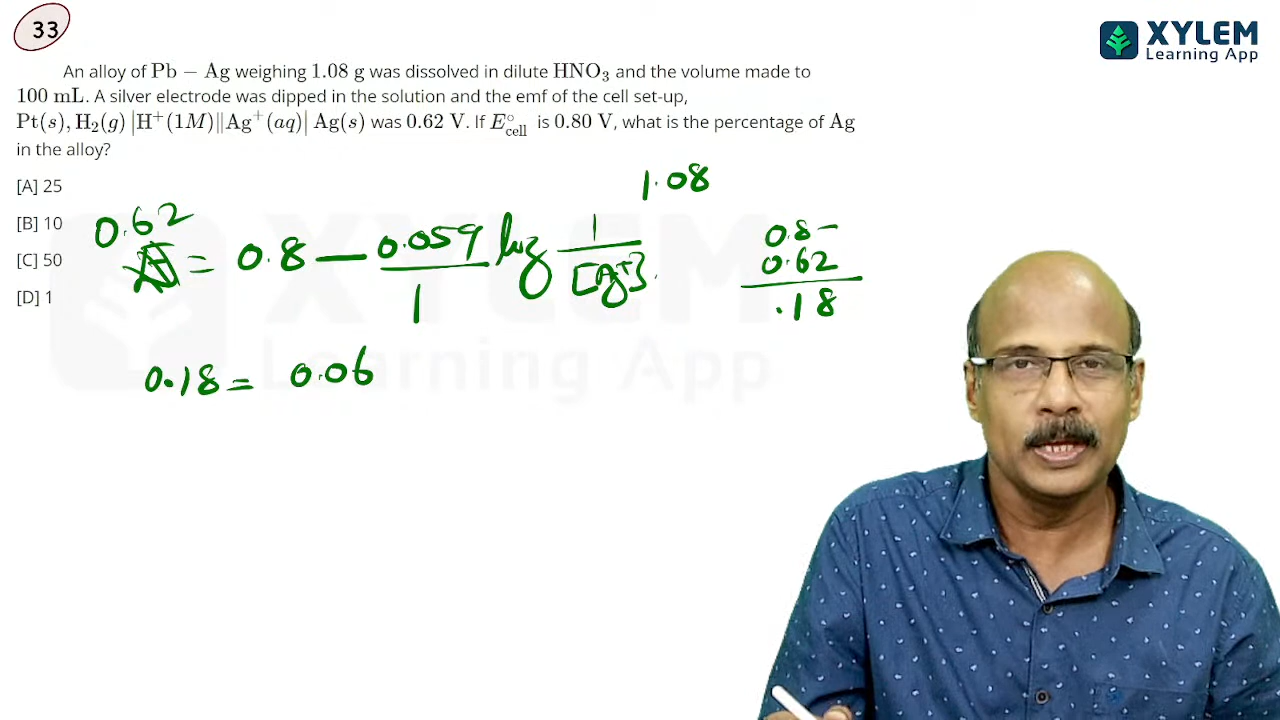 33
XYLEM
Learning App
An alloy of Pb − Ag weighing 1.08 g was dissolved in dilute HNO₃ and the volume made to
100 mL. A silver electrode was dipped in the solution and the emf of the cell set-up,
Pt(s), H₂(g) |H⁺(1M)‖Ag⁺(aq)| Ag(s) was 0.62 V. If E°cell is 0.80 V, what is the percentage of Ag
in the alloy?
[A] 25
[B] 10
[C] 50
[D] 1
1.08
0.62 = 0.8 − 0.059/1 log 1/[Ag⁺]
0.8 −
0.62
.18
0.18 = 0.06
XYLEM
Learning App